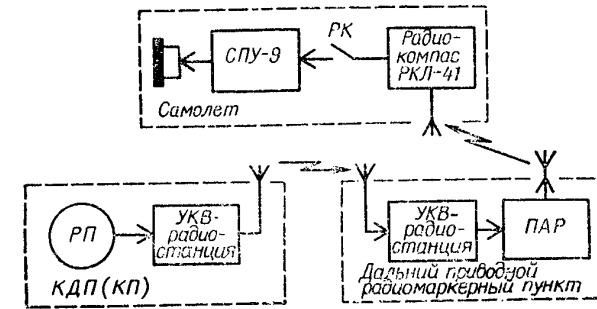 СПУ-9
РК
Радио-
компас
РКЛ-41
Самолет
РП
УКВ-
радио-
станция
КДП (КП)
УКВ-
радио-
станция
ПАР
Дальний приводной
радиомаркерный пункт